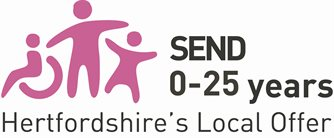 SEND
0-25 years
Hertfordshire's Local Offer